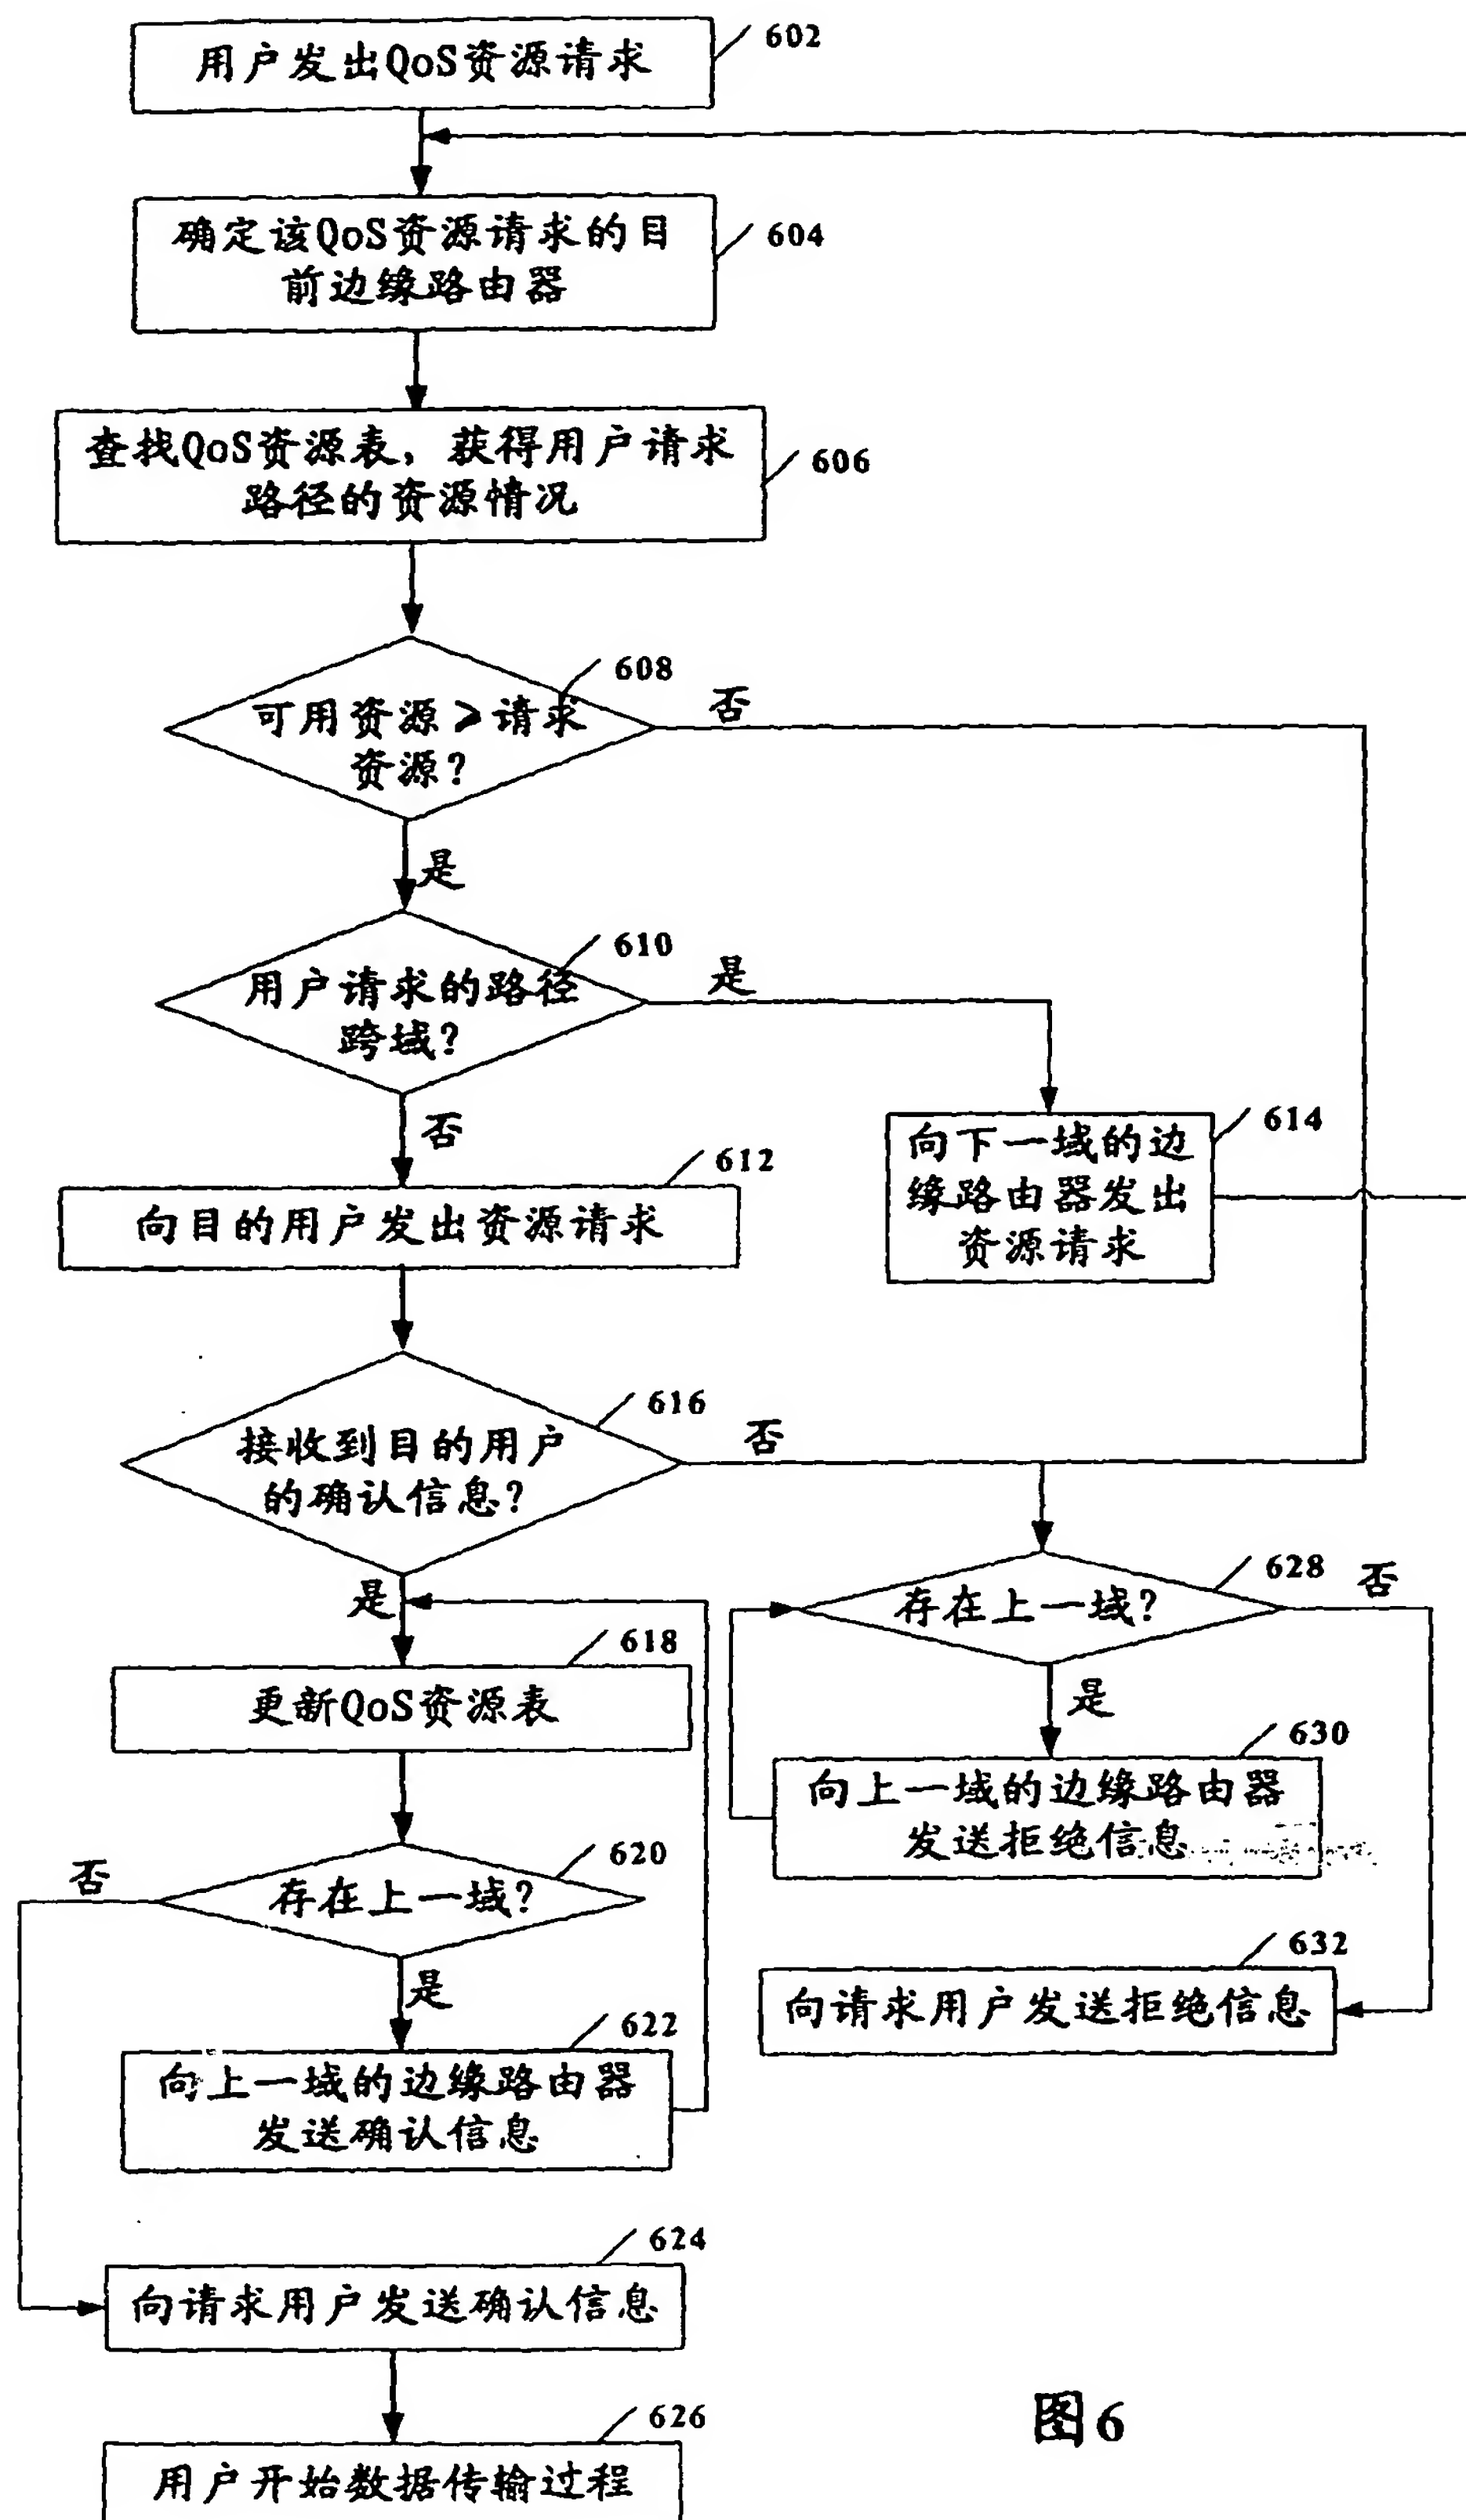 用户发出QoS资源请求
602
确定该QoS资源请求的目
前边缘路由器
604
查找QoS资源表，获得用户请求
路径的资源情况
606
608
可用资源≥请求
资源？
否
是
610
用户请求的路径
跨域？
是
否
614
向下一域的边
缘路由器发出
资源请求
612
向目的用户发出资源请求
616
接收到目的用户
的确认信息？
否
是
628
存在上一域？
否
618
更新QoS资源表
是
630
向上一域的边缘路由器
发送拒绝信息
620
存在上一域？
否
是
632
向请求用户发送拒绝信息
622
向上一域的边缘路由器
发送确认信息
624
向请求用户发送确认信息
626
用户开始数据传输过程
图6